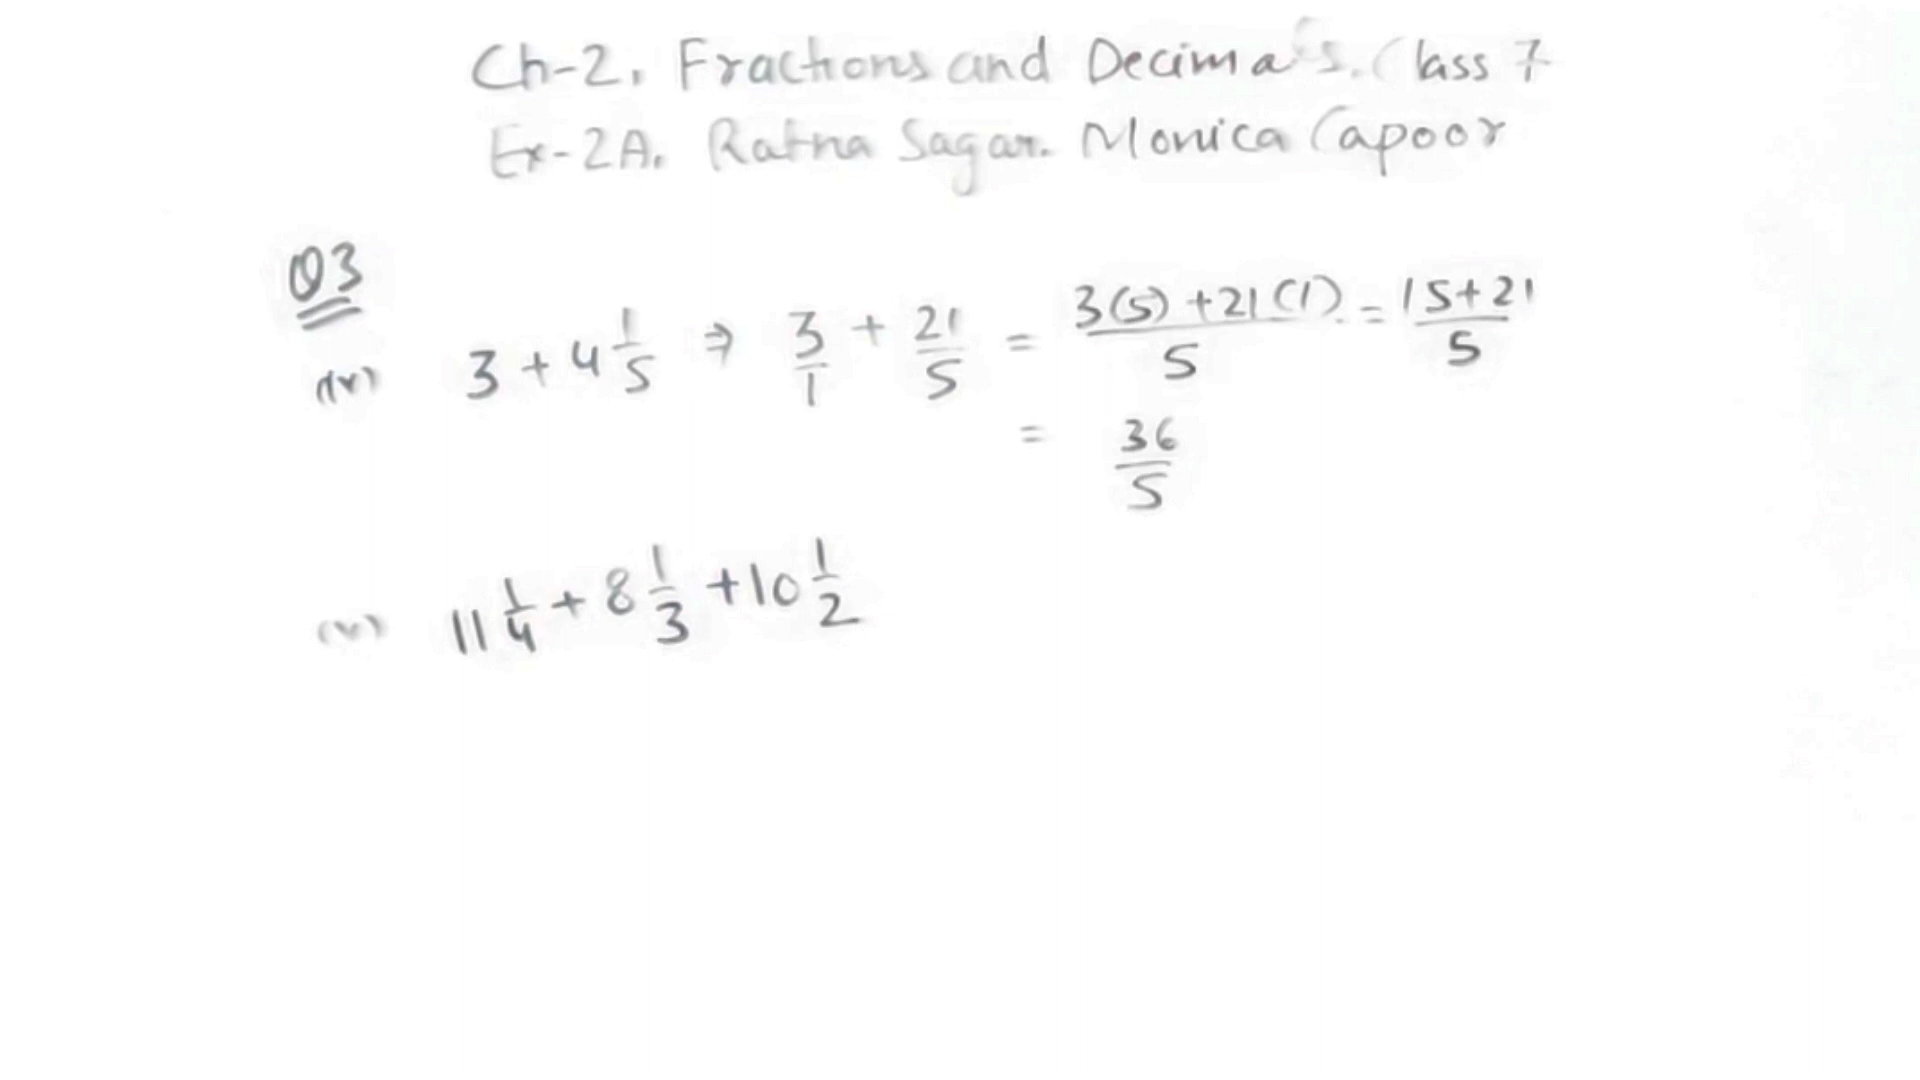 Ch-2. Fractions and Decimals. Class 7
Ex-2A. Ratna Sagar. Monica Capoor
Q3
(iv) 3 + 4 1/5 ⇒ 3/1 + 21/5 = 3(5) + 21(1)/5 = 15+21/5
= 36/5
(v) 11 1/4 + 8 1/3 + 10 1/2